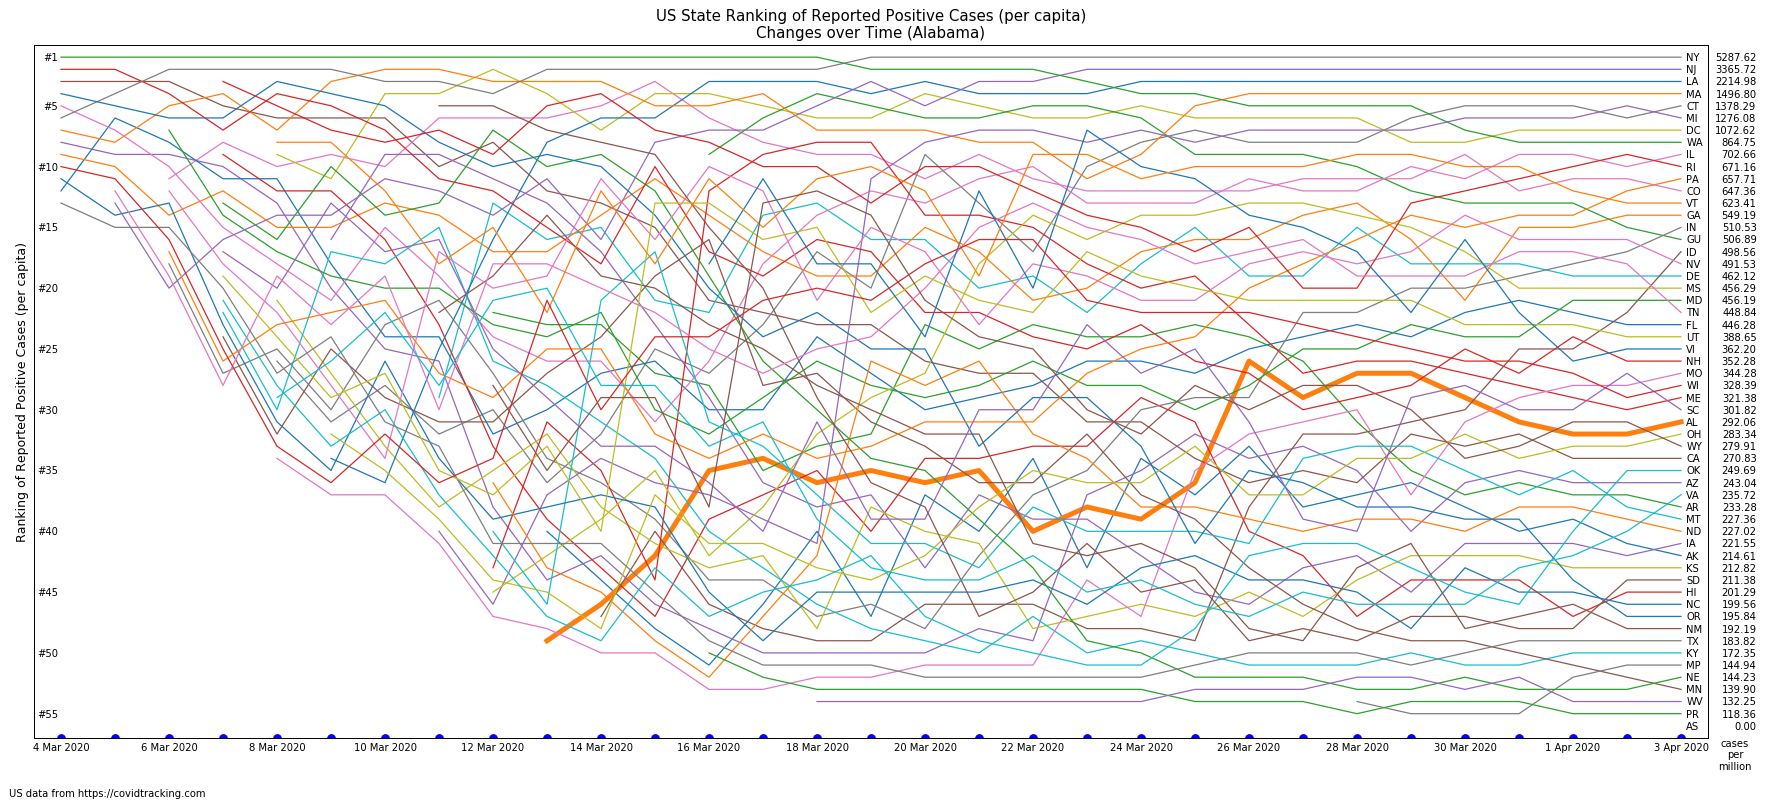 US State Ranking of Reported Positive Cases (per capita)
Changes over Time (Alabama)
Ranking of Reported Positive Cases (per capita)
#1
#5
#10
#15
#20
#25
#30
#35
#40
#45
#50
#55
NY 5287.62
NJ 3365.72
LA 2214.98
MA 1496.80
CT 1378.29
MI 1276.08
DC 1072.62
WA 864.75
IL 702.66
RI 671.16
PA 657.71
CO 647.36
VT 623.41
GA 549.19
IN 510.53
GU 506.89
ID 498.56
NV 491.53
DE 462.12
MS 456.29
MD 456.19
TN 448.84
FL 446.28
UT 388.65
VI 362.20
NH 352.28
MO 344.28
WI 328.39
ME 321.38
SC 301.82
AL 292.06
OH 283.34
WY 279.91
CA 270.83
OK 249.69
AZ 243.04
VA 235.72
AR 233.28
MT 227.36
ND 227.02
IA 221.55
AK 214.61
KS 212.82
SD 211.38
HI 201.29
NC 199.56
OR 195.84
NM 192.19
TX 183.82
KY 172.35
MP 144.94
NE 144.23
MN 139.90
WV 132.25
PR 118.36
AS 0.00
4 Mar 2020 6 Mar 2020 8 Mar 2020 10 Mar 2020 12 Mar 2020 14 Mar 2020 16 Mar 2020 18 Mar 2020 20 Mar 2020 22 Mar 2020 24 Mar 2020 26 Mar 2020 28 Mar 2020 30 Mar 2020 1 Apr 2020 3 Apr 2020
cases
per
million
US data from https://covidtracking.com